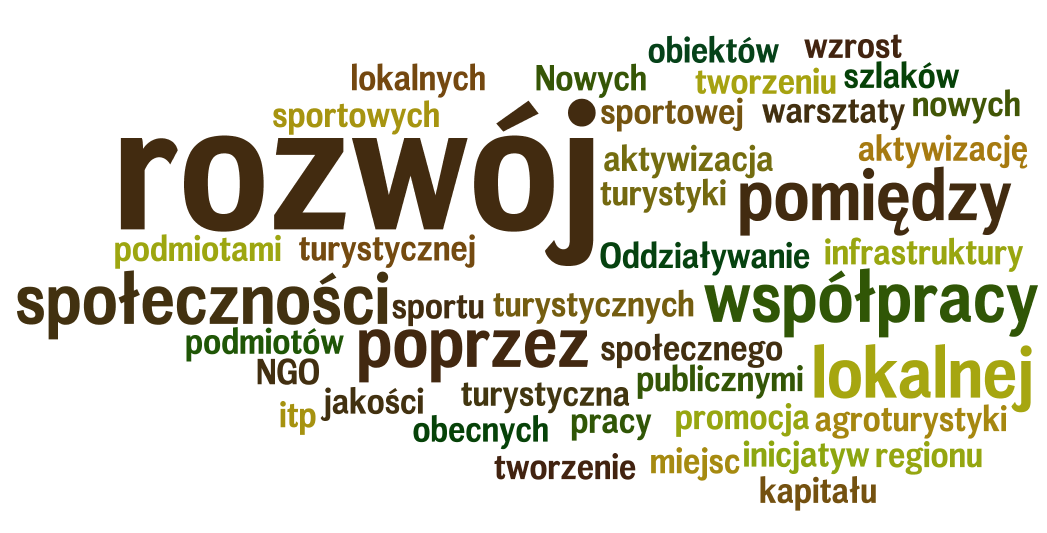 obiektów wzrost
lokalnych Nowych tworzeniu szlaków
sportowych sportowej warsztaty nowych
rozwój aktywizacja aktywizację
turystyki pomiędzy
podmiotami turystycznej Oddziaływanie infrastruktury
społeczności sportu turystycznych współpracy
podmiotów poprzez społecznego
NGO turystyczna publicznymi lokalnej
itp jakości obecnych pracy promocja agroturystyki
tworzenie miejsc inicjatyw regionu
kapitału